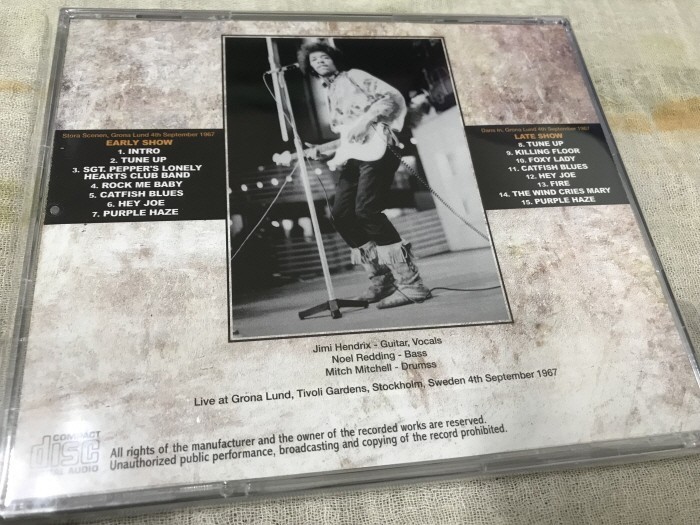 Stora Scenen, Grona Lund 4th September 1967
EARLY SHOW
1. INTRO
2. TUNE UP
3. SGT. PEPPER'S LONELY
HEARTS CLUB BAND
4. ROCK ME BABY
5. CATFISH BLUES
6. HEY JOE
7. PURPLE HAZE
Dans In, Grona Lund 4th September 1967
LATE SHOW
8. TUNE UP
9. KILLING FLOOR
10. FOXY LADY
11. CATFISH BLUES
12. HEY JOE
13. FIRE
14. THE WIND CRIES MARY
15. PURPLE HAZE
Jimi Hendrix - Guitar, Vocals
Noel Redding - Bass
Mitch Mitchell - Drumss
Live at Grona Lund, Tivoli Gardens, Stockholm, Sweden 4th September 1967
COMPACT
disc
DIGITAL AUDIO
All rights of the manufacturer and the owner of the recorded works are reserved.
Unauthorized public performance, broadcasting and copying of the record prohibited.